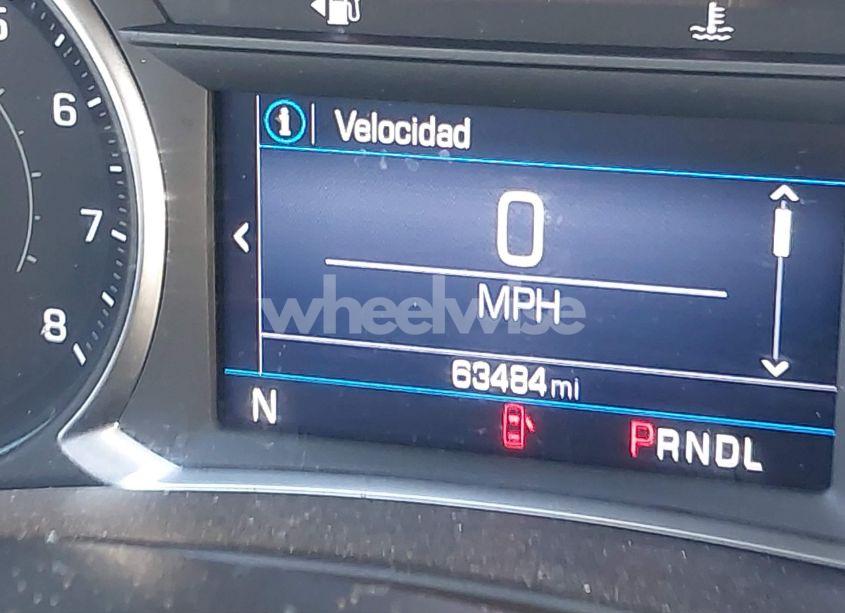 6
7
8
i Velocidad
0
MPH
wheelwise
63484 mi
N
PRNDL